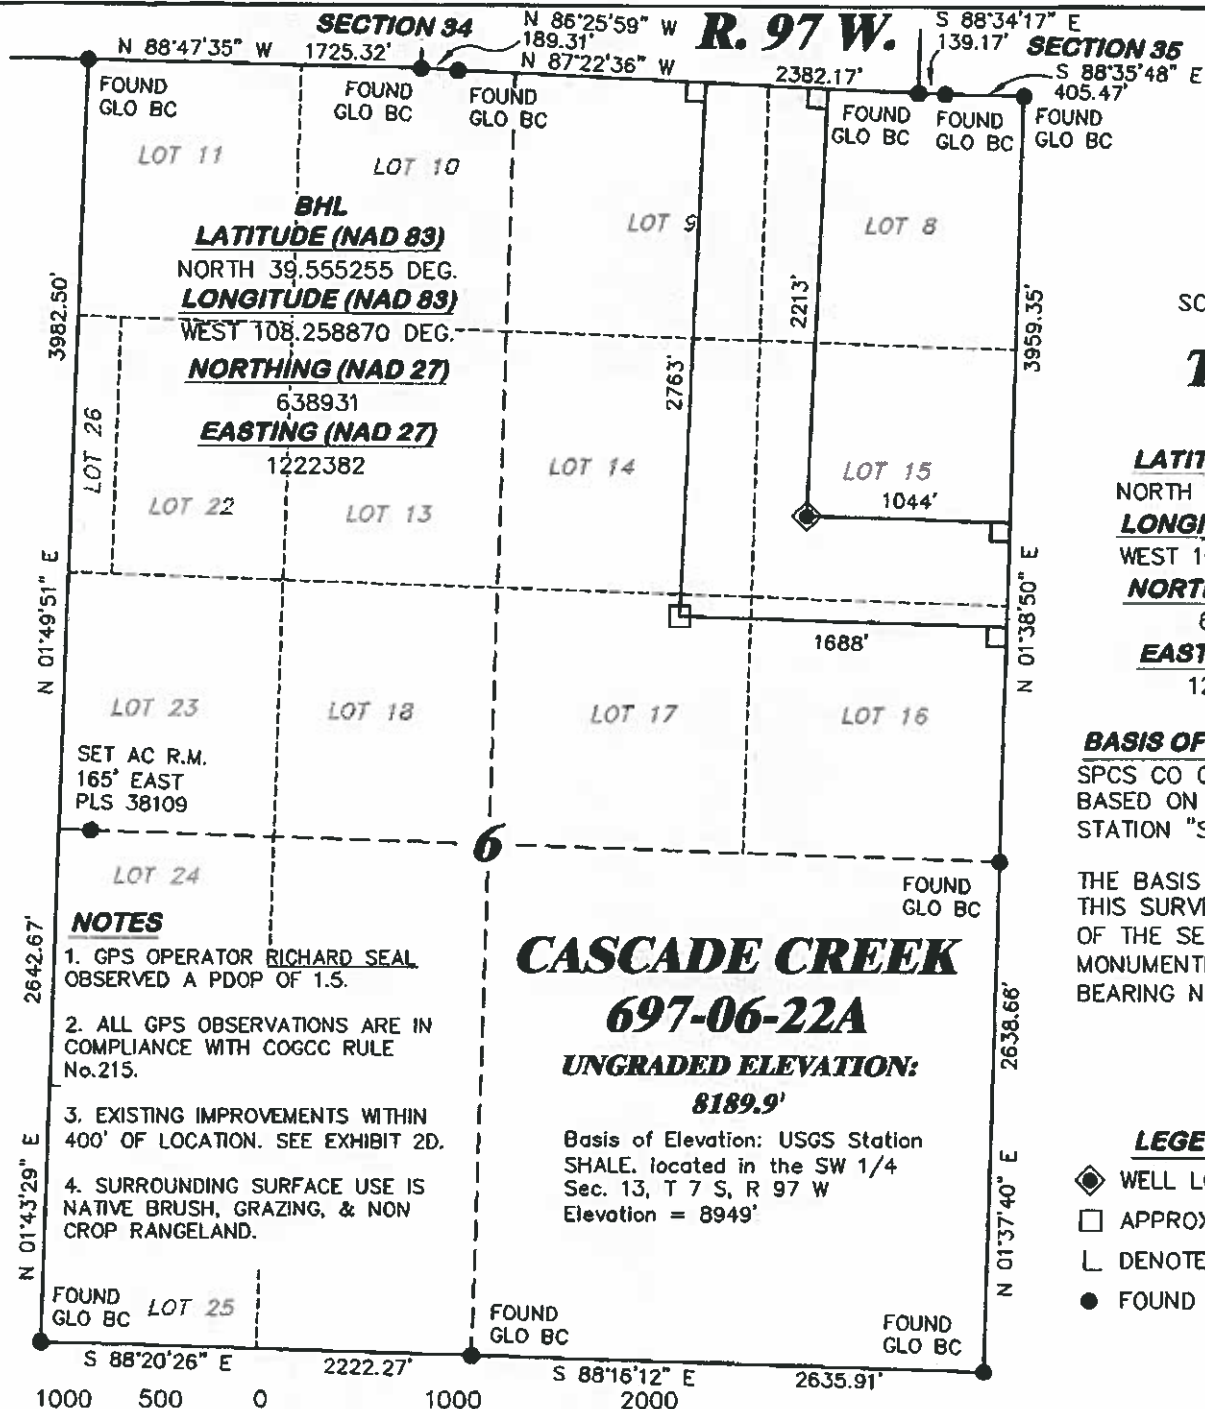 SECTION 34
N 86°25'59" W
189.31'
R. 97 W.
S 88°34'17" E
139.17'
SECTION 35
N 88°47'35" W 1725.32'
N 87°22'36" W 2382.17'
S 88°35'48" E
405.47'
FOUND
GLO BC
FOUND
GLO BC
FOUND
GLO BC
FOUND
GLO BC
FOUND
GLO BC
FOUND
GLO BC
LOT 11
LOT 10
LOT 9
LOT 8
BHL
LATITUDE (NAD 83)
NORTH 39.555255 DEG.
LONGITUDE (NAD 83)
WEST 108.258870 DEG.
NORTHING (NAD 27)
638931
EASTING (NAD 27)
1222382
3982.50'
2213'
2763'
3959.35'
SC
T
LOT 26
LOT 22
LOT 13
LOT 14
LOT 15
1044'
LATIT
NORTH
LONGI
WEST 1
NORT
6
EAST
12
N 01°49'51" E
N 01°38'50" E
1688'
LOT 23
LOT 18
LOT 17
LOT 16
SET AC R.M.
165' EAST
PLS 38109
BASIS OF
SPCS CO
BASED ON
STATION "S
6
LOT 24
FOUND
GLO BC
THE BASIS
THIS SURVE
OF THE SE
MONUMENT
BEARING N
NOTES
1. GPS OPERATOR RICHARD SEAL
OBSERVED A PDOP OF 1.5.
2. ALL GPS OBSERVATIONS ARE IN
COMPLIANCE WITH COGCC RULE
No.215.
3. EXISTING IMPROVEMENTS WITHIN
400' OF LOCATION. SEE EXHIBIT 2D.
4. SURROUNDING SURFACE USE IS
NATIVE BRUSH, GRAZING, & NON
CROP RANGELAND.
2642.67'
N 01°43'29" E
CASCADE CREEK
697-06-22A
UNGRADED ELEVATION:
8189.9'
Basis of Elevation: USGS Station
SHALE. located in the SW 1/4
Sec. 13, T 7 S, R 97 W
Elevation = 8949'
2638.66'
N 01°37'40" E
LEGE
WELL L
APPROX
DENOTE
FOUND
FOUND
GLO BC
LOT 25
FOUND
GLO BC
FOUND
GLO BC
S 88°20'26" E 2222.27'
S 88°16'12" E 2635.91'
1000 500 0 1000 2000